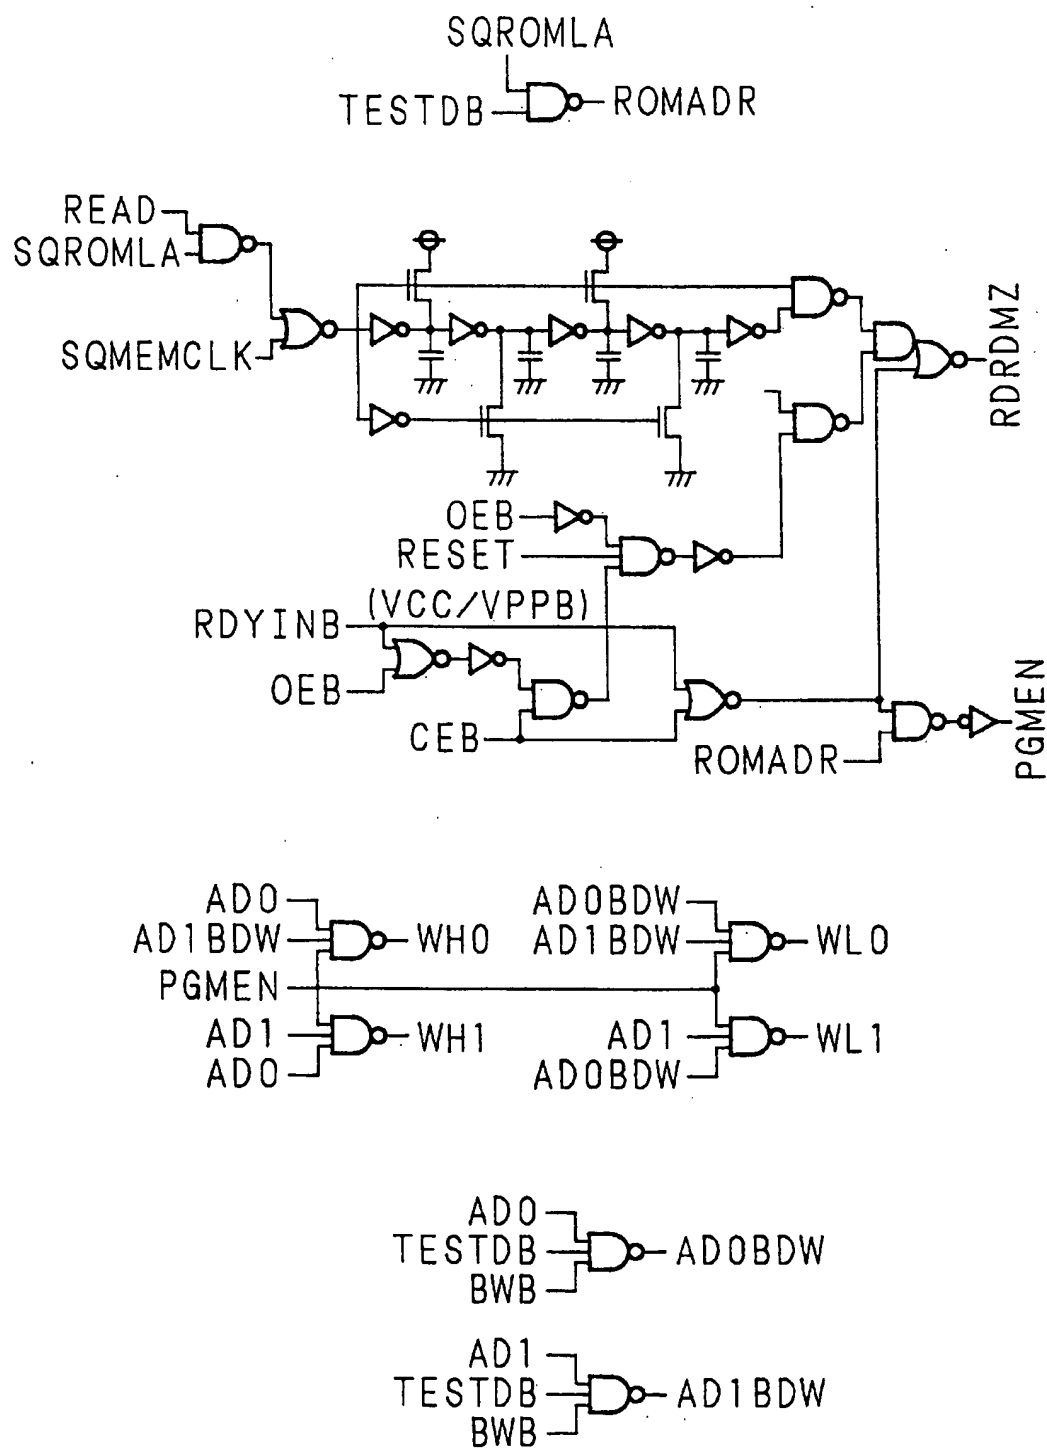 SQROMLA
TESTDB
ROMADR
READ
SQROMLA
SQMEMCLK
RDRDMZ
OEB
RESET
(VCC/VPPB)
RDYINB
OEB
CEB
ROMADR
PGMEN
AD0
AD1BDW
WH0
PGMEN
AD1
AD0
WH1
AD0BDW
AD1BDW
WL0
AD1
AD0BDW
WL1
AD0
TESTDB
BWB
AD0BDW
AD1
TESTDB
BWB
AD1BDW